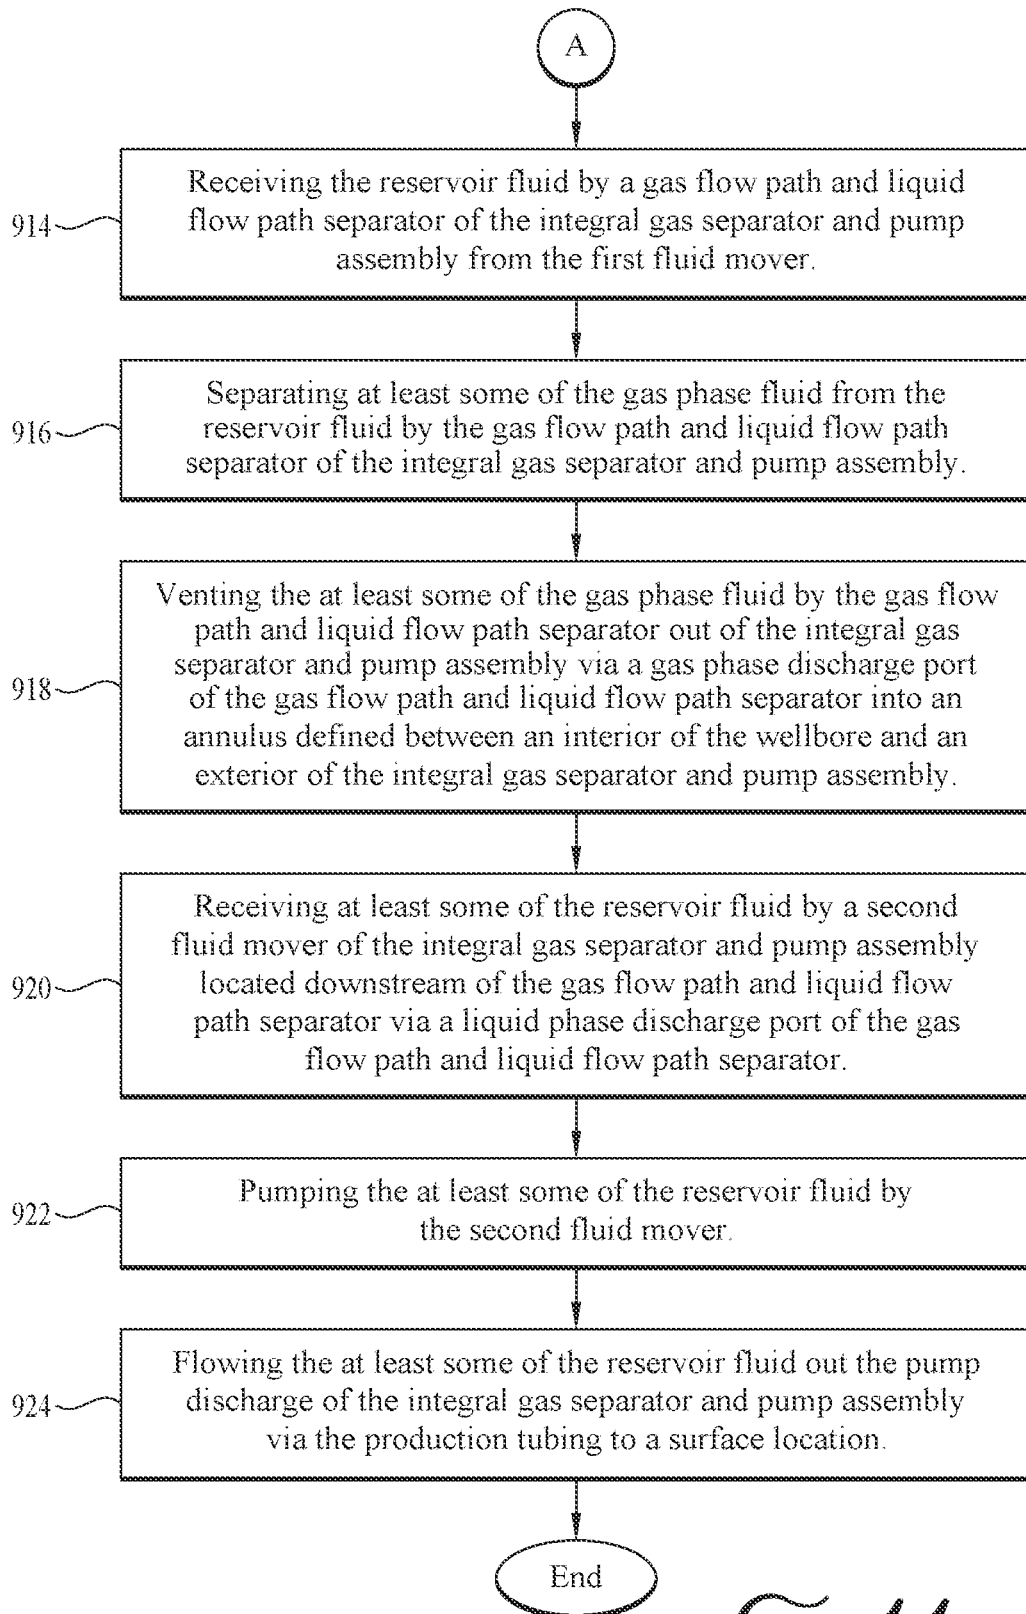 A
914
Receiving the reservoir fluid by a gas flow path and liquid
flow path separator of the integral gas separator and pump
assembly from the first fluid mover.
916
Separating at least some of the gas phase fluid from the
reservoir fluid by the gas flow path and liquid flow path
separator of the integral gas separator and pump assembly.
918
Venting the at least some of the gas phase fluid by the gas flow
path and liquid flow path separator out of the integral gas
separator and pump assembly via a gas phase discharge port
of the gas flow path and liquid flow path separator into an
annulus defined between an interior of the wellbore and an
exterior of the integral gas separator and pump assembly.
920
Receiving at least some of the reservoir fluid by a second
fluid mover of the integral gas separator and pump assembly
located downstream of the gas flow path and liquid flow
path separator via a liquid phase discharge port of the gas
flow path and liquid flow path separator.
922
Pumping the at least some of the reservoir fluid by
the second fluid mover.
924
Flowing the at least some of the reservoir fluid out the pump
discharge of the integral gas separator and pump assembly
via the production tubing to a surface location.
End